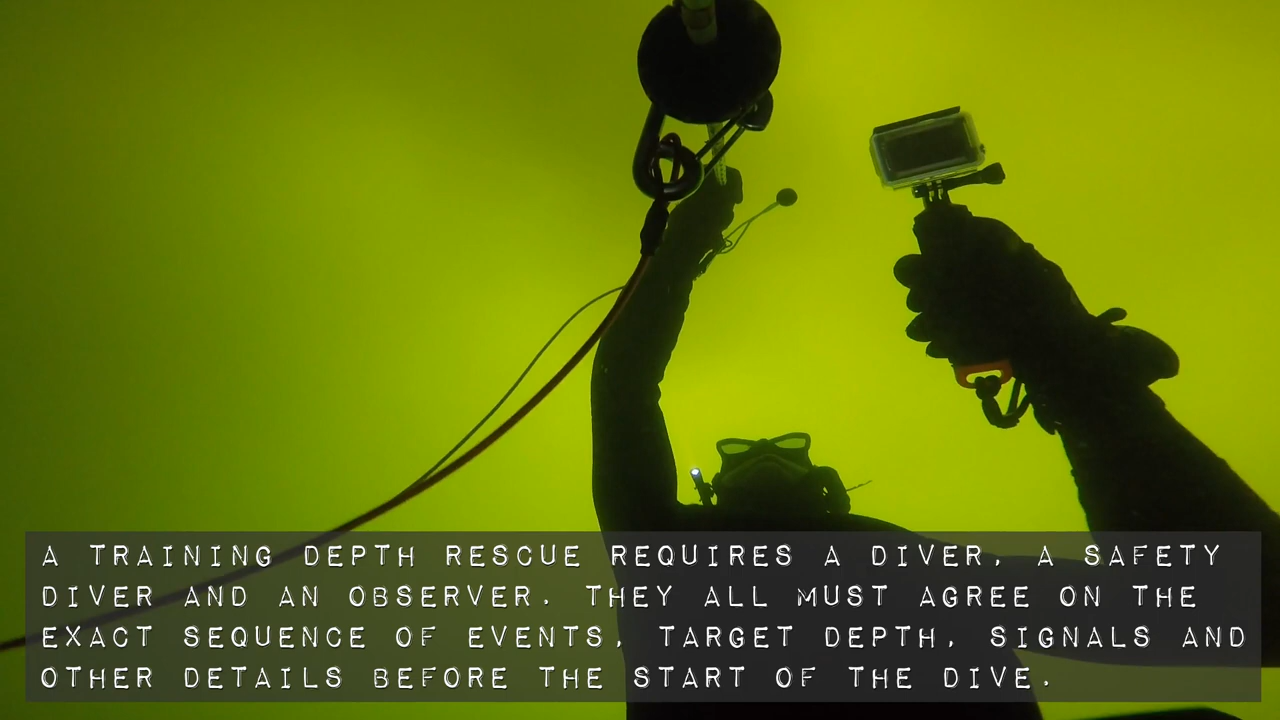 A TRAINING DEPTH RESCUE REQUIRES A DIVER, A SAFETY
DIVER AND AN OBSERVER. THEY ALL MUST AGREE ON THE
EXACT SEQUENCE OF EVENTS, TARGET DEPTH, SIGNALS AND
OTHER DETAILS BEFORE THE START OF THE DIVE.